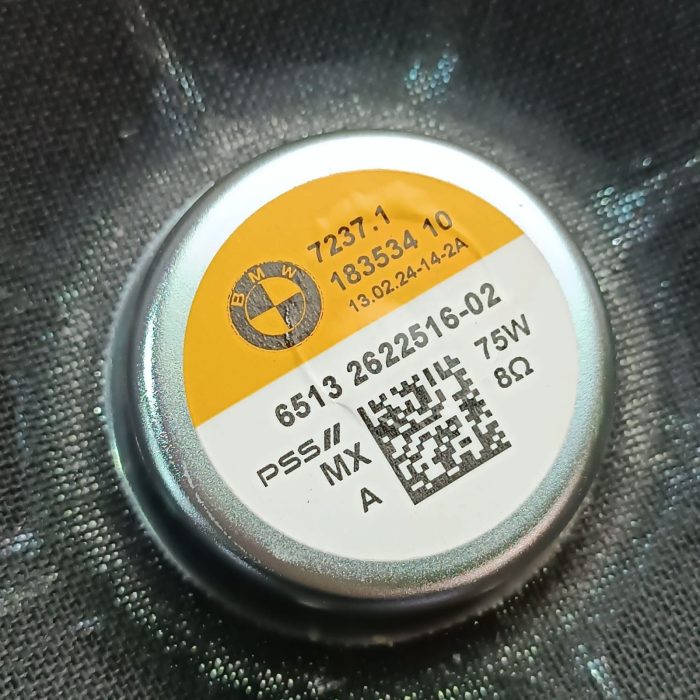 BMW
7237.1
183534 10
13.02.24-14-2A
6513 2622516-02
75W
8Ω
PSS//
MX
A